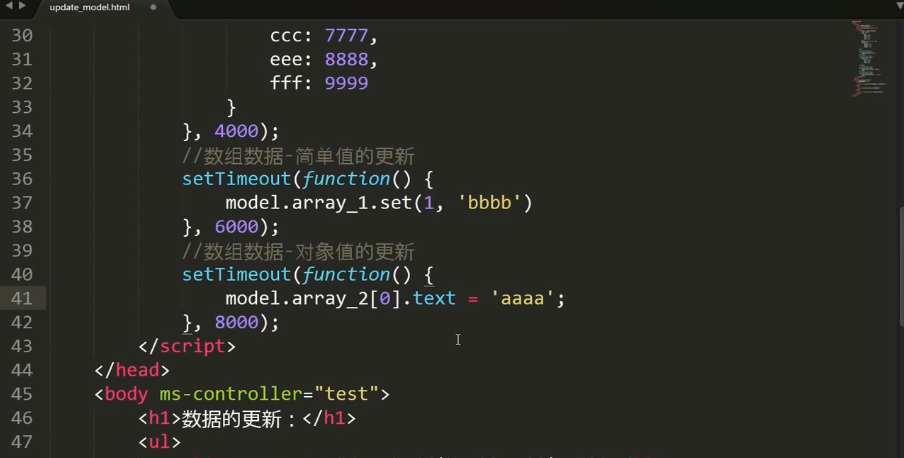 update_model.html
30 ccc: 7777,
31 eee: 8888,
32 fff: 9999
33 }
34 }, 4000);
35 //数组数据-简单值的更新
36 setTimeout(function() {
37 model.array_1.set(1, 'bbbb')
38 }, 6000);
39 //数组数据-对象值的更新
40 setTimeout(function() {
41 model.array_2[0].text = 'aaaa';
42 }, 8000);
43 </script>
44 </head>
45 <body ms-controller="test">
46 <h1>数据的更新：</h1>
47 <ul>